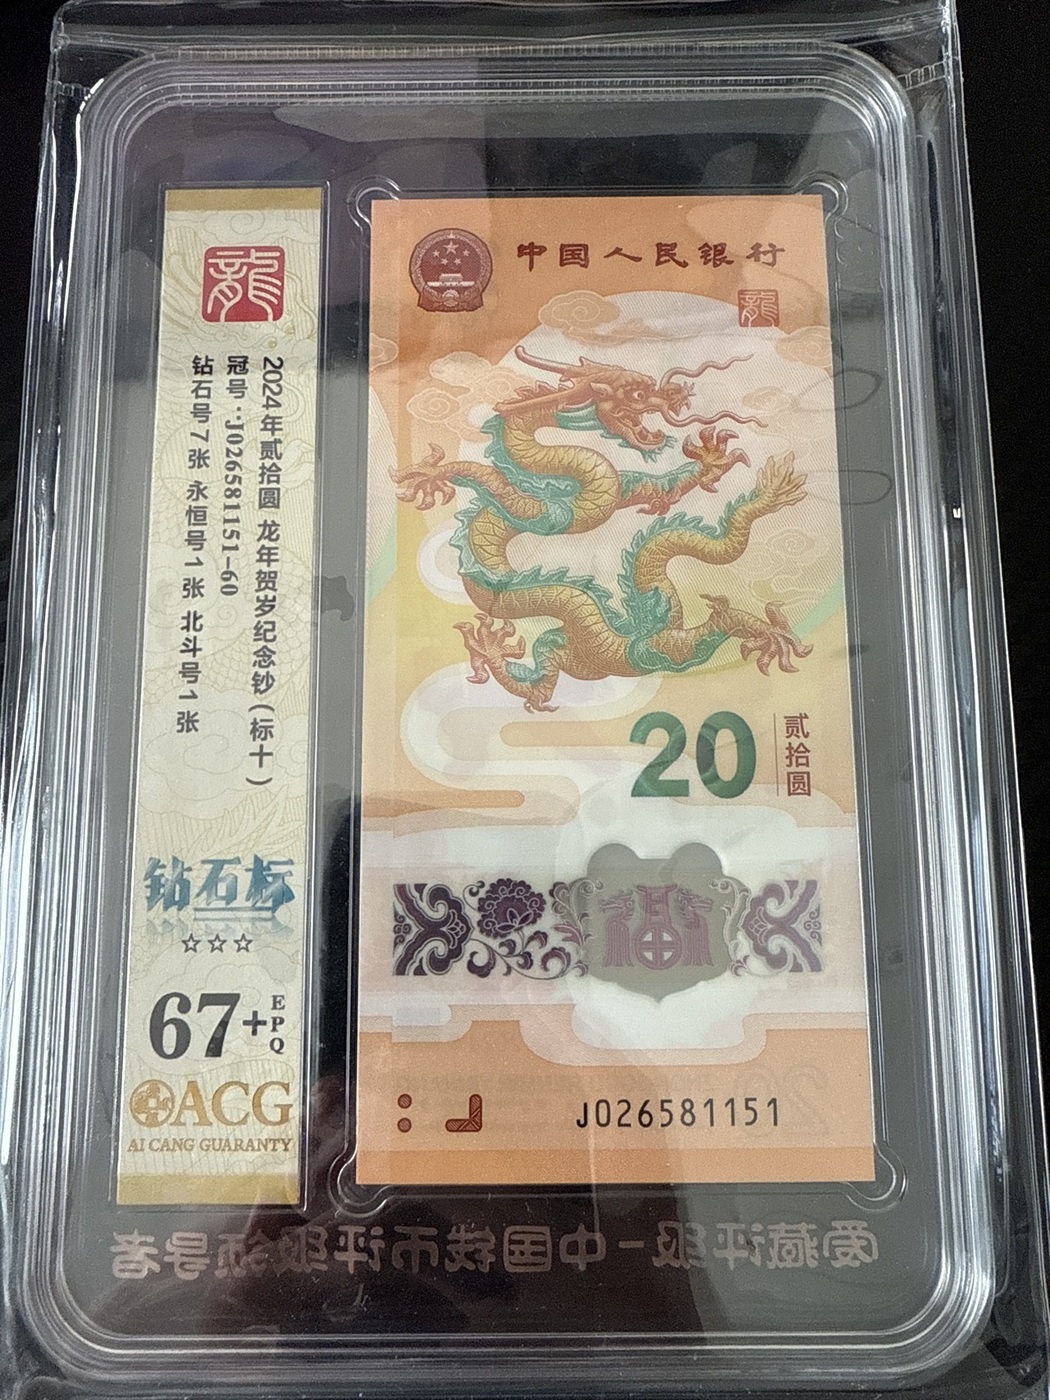 龍
2024年贰拾圆 龙年贺岁纪念钞(标十)
冠号:J026581151-60
钻石号7张 永恒号1张 北斗号1张
钻石标
☆☆☆
67+
EPQ
ACG
AI CANG GUARANTY
中国人民银行
龍
20
贰拾圆
福
J026581151
爱藏评级-中国钱币评级领导者